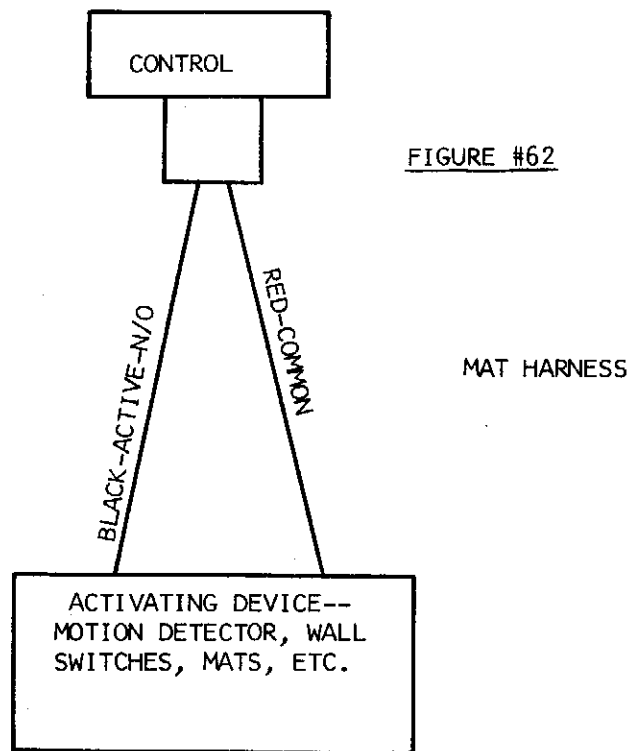 CONTROL
FIGURE #62
BLACK-ACTIVE-N/O
RED-COMMON
MAT HARNESS
ACTIVATING DEVICE--
MOTION DETECTOR, WALL
SWITCHES, MATS, ETC.